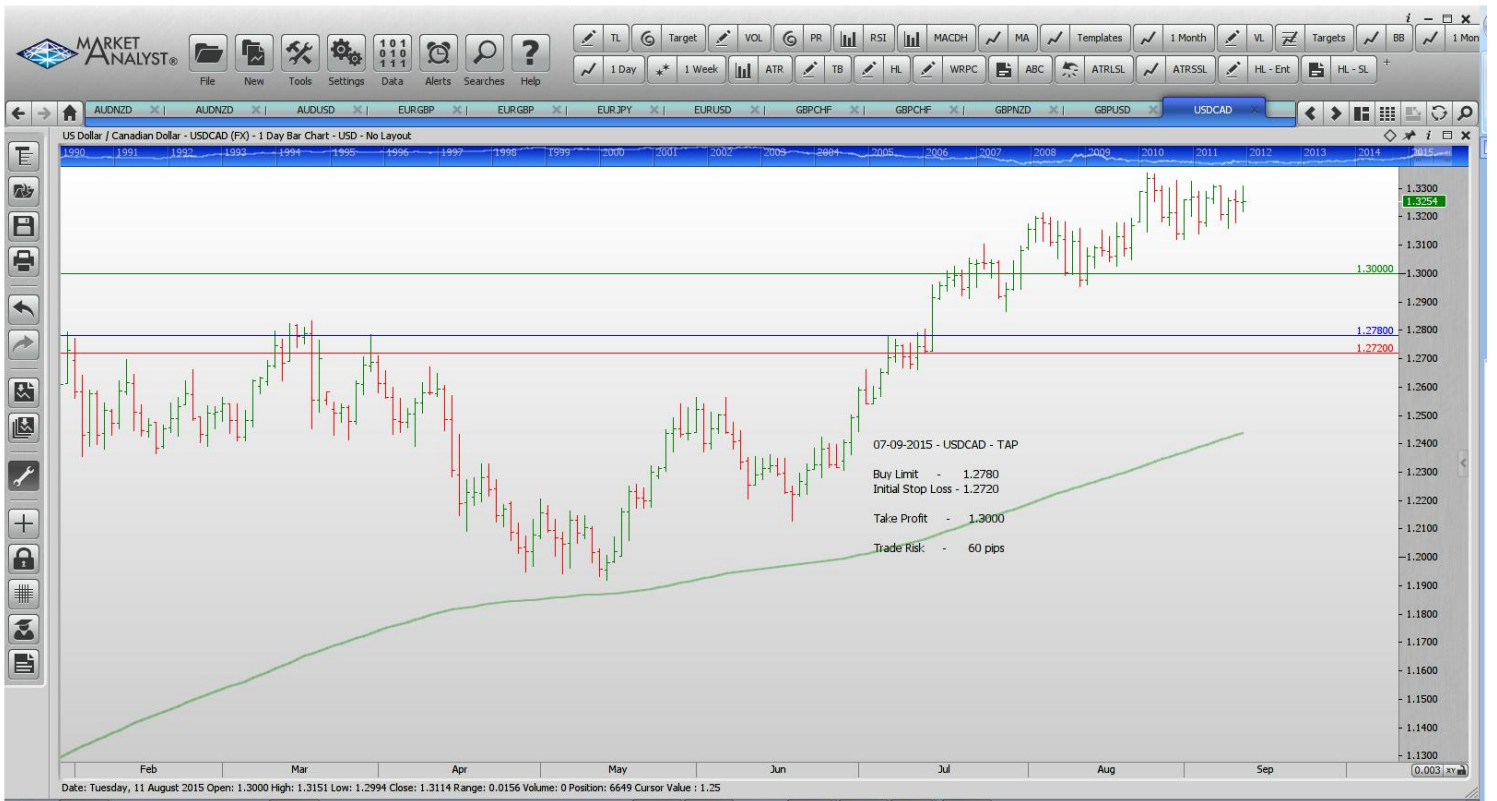 i
MARKET
ANALYST®
File New Tools Settings Data Alerts Searches Help
TL Target VOL PR RSI MACDH MA Templates 1 Month VL Targets BB 1 Mon
1 Day 1 Week ATR TB HL WRPC ABC ATRLSL ATRSSL HL - Ent HL - SL +
AUDNZD AUDNZD AUDUSD EURGBP EURGBP EURJPY EURUSD GBPCHF GBPCHF GBPNZD GBPUSD USDCAD
US Dollar / Canadian Dollar - USDCAD (FX) - 1 Day Bar Chart - USD - No Layout
1990 1991 1992 1993 1994 1995 1996 1997 1998 1999 2000 2001 2002 2003 2004 2005 2006 2007 2008 2009 2010 2011 2012 2013 2014 2015
1.3300
1.3254
1.3200
1.3100
1.30000
1.3000
1.2900
1.27800
1.2800
1.27200
1.2700
1.2600
1.2500
1.2400
1.2300
1.2200
1.2100
1.2000
1.1900
1.1800
1.1700
1.1600
1.1500
1.1400
1.1300
07-09-2015 - USDCAD - TAP
Buy Limit - 1.2780
Initial Stop Loss - 1.2720
Take Profit - 1.3000
Trade Risk - 60 pips
Feb Mar Apr May Jun Jul Aug Sep
0.003 XY
Date: Tuesday, 11 August 2015 Open: 1.3000 High: 1.3151 Low: 1.2994 Close: 1.3114 Range: 0.0156 Volume: 0 Position: 6649 Cursor Value : 1.25